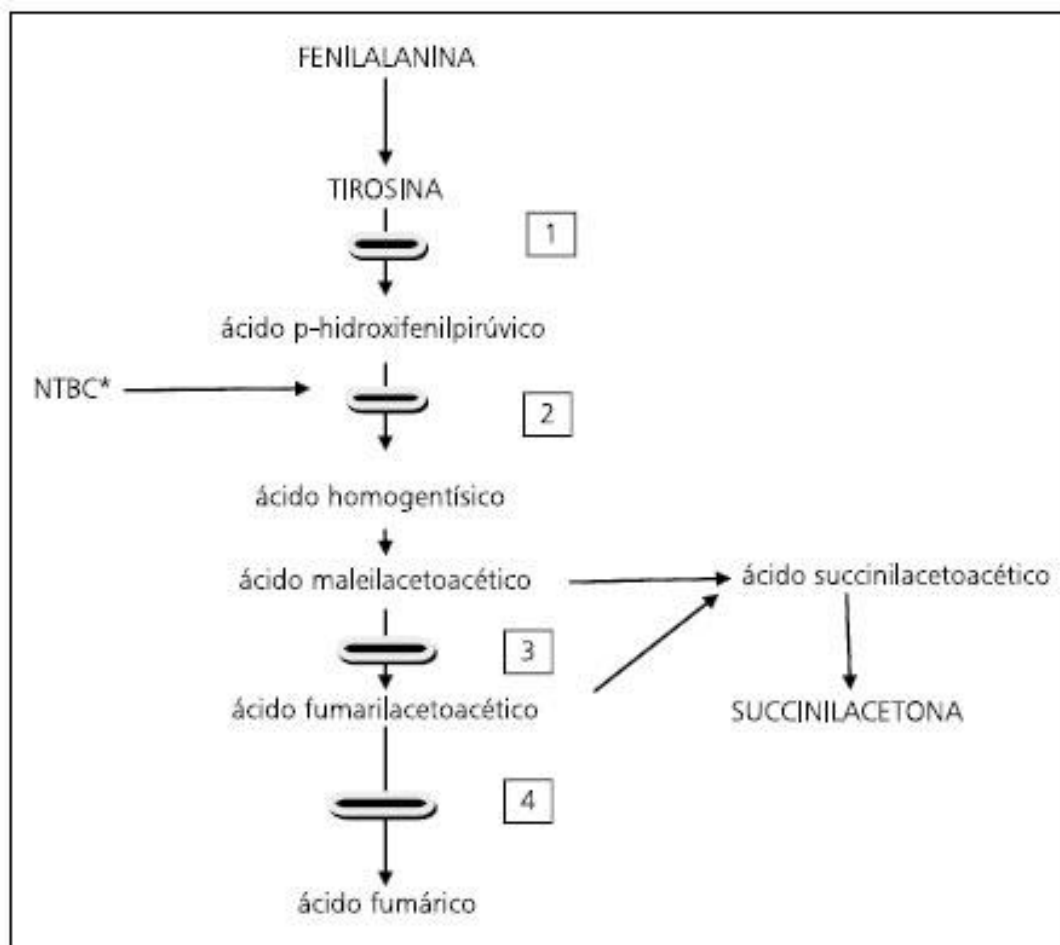 FENILALANINA
TIROSINA
1
ácido p-hidroxifenilpirúvico
NTBC*
2
ácido homogentísico
ácido maleilacetoacético
ácido succinilacetoacético
3
ácido fumarilacetoacético
SUCCINILACETONA
4
ácido fumárico